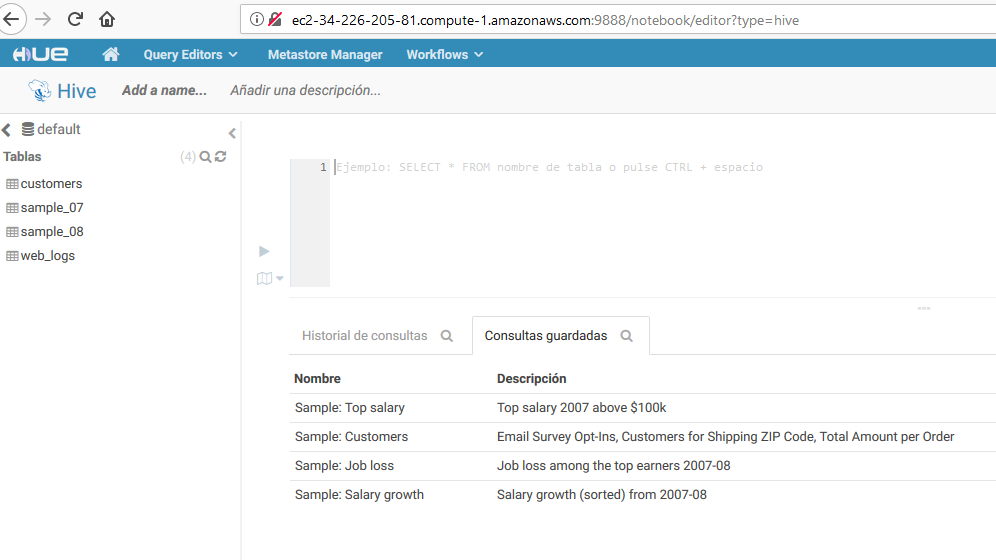 ec2-34-226-205-81.compute-1.amazonaws.com:9888/notebook/editor?type=hive
HUE Query Editors Metastore Manager Workflows
Hive Add a name... Añadir una descripción...
default
Tablas (4)
customers
sample_07
sample_08
web_logs
1 Ejemplo: SELECT * FROM nombre de tabla o pulse CTRL + espacio
Historial de consultas Consultas guardadas
Nombre Descripción
Sample: Top salary Top salary 2007 above $100k
Sample: Customers Email Survey Opt-Ins, Customers for Shipping ZIP Code, Total Amount per Order
Sample: Job loss Job loss among the top earners 2007-08
Sample: Salary growth Salary growth (sorted) from 2007-08